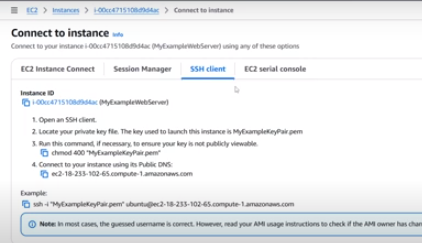 EC2 > Instances > i-00cc4715108d9d4ac > Connect to instance
Connect to instance Info
Connect to your instance i-00cc4715108d9d4ac (MyExampleWebServer) using any of these options
EC2 Instance Connect Session Manager SSH client EC2 serial console
Instance ID
i-00cc4715108d9d4ac (MyExampleWebServer)
1. Open an SSH client.
2. Locate your private key file. The key used to launch this instance is MyExampleKeyPair.pem
3. Run this command, if necessary, to ensure your key is not publicly viewable.
chmod 400 "MyExampleKeyPair.pem"
4. Connect to your instance using its Public DNS:
ec2-18-233-102-65.compute-1.amazonaws.com
Example:
ssh -i "MyExampleKeyPair.pem" ubuntu@ec2-18-233-102-65.compute-1.amazonaws.com
Note: In most cases, the guessed username is correct. However, read your AMI usage instructions to check if the AMI owner has chan